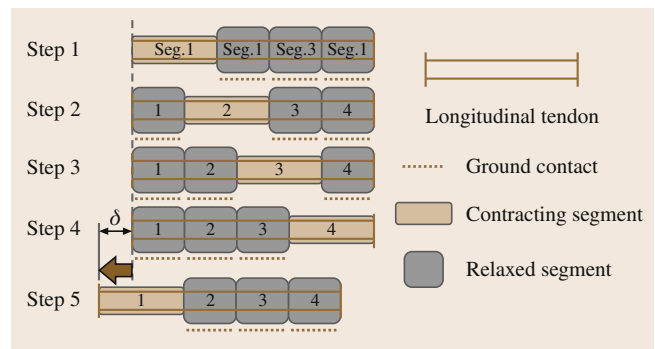 Step 1
Seg.1 Seg.1 Seg.3 Seg.1
Step 2
1 2 3 4
Longitudinal tendon
Step 3
1 2 3 4
Ground contact
Step 4
δ
1 2 3 4
Contracting segment
Relaxed segment
Step 5
1 2 3 4